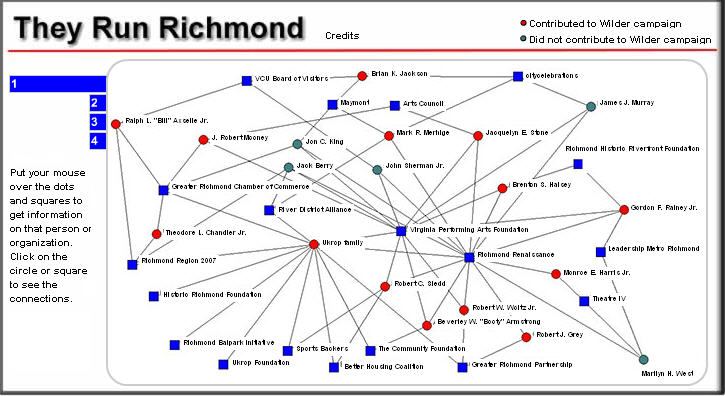 They Run Richmond
Credits
Contributed to Wilder campaign
Did not contribute to Wilder campaign
1
2
3
4
Put your mouse
over the dots
and squares to
get information
on that person or
organization.
Click on the
circle or square
to see the
connections.
VCU Board of Visitors
Brian K. Jackson
citycelebrations
Maymont
Arts Council
James J. Murray
Ralph L. "Bill" Axselle Jr.
J. Robert Mooney
Jon C. King
Mark R. Merhige
Jacquelyn E. Stone
Richmond Historic Riverfront Foundation
Jack Berry
John Sherman Jr.
Greater Richmond Chamber of Commerce
Brenton S. Halsey
River District Alliance
Gordon F. Rainey Jr.
Theodore L. Chandler Jr.
Virginia Performing Arts Foundation
Ukrop family
Leadership Metro Richmond
Richmond Region 2007
Richmond Renaissance
Monroe E. Harris Jr.
Robert C. Sledd
Historic Richmond Foundation
Theatre IV
Robert W. Woltz Jr.
Beverley W. "Booty" Armstrong
Robert J. Grey
Richmond Balpark Initiative
Sports Backers
The Community Foundation
Ukrop Foundation
Better Housing Coalition
Greater Richmond Partnership
Marilyn H. West